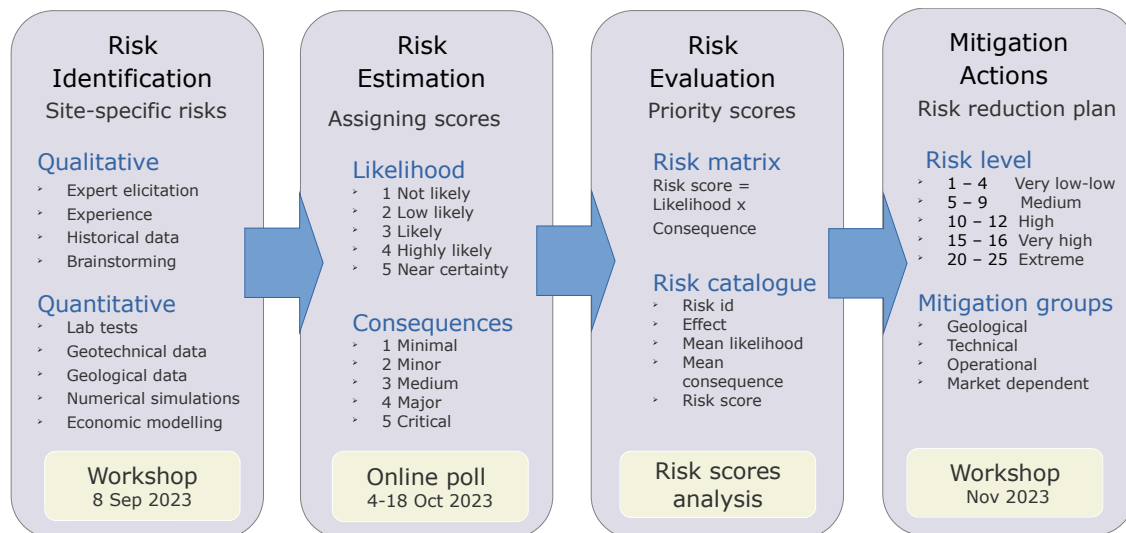 Risk
Identification
Site-specific risks
Qualitative
Expert elicitation
Experience
Historical data
Brainstorming
Quantitative
Lab tests
Geotechnical data
Geological data
Numerical simulations
Economic modelling
Workshop
8 Sep 2023
Risk
Estimation
Assigning scores
Likelihood
1 Not likely
2 Low likely
3 Likely
4 Highly likely
5 Near certainty
Consequences
1 Minimal
2 Minor
3 Medium
4 Major
5 Critical
Online poll
4-18 Oct 2023
Risk
Evaluation
Priority scores
Risk matrix
Risk score =
Likelihood x
Consequence
Risk catalogue
Risk id
Effect
Mean likelihood
Mean
consequence
Risk score
Risk scores
analysis
Mitigation
Actions
Risk reduction plan
Risk level
1 – 4 Very low-low
5 – 9 Medium
10 – 12 High
15 – 16 Very high
20 – 25 Extreme
Mitigation groups
Geological
Technical
Operational
Market dependent
Workshop
Nov 2023